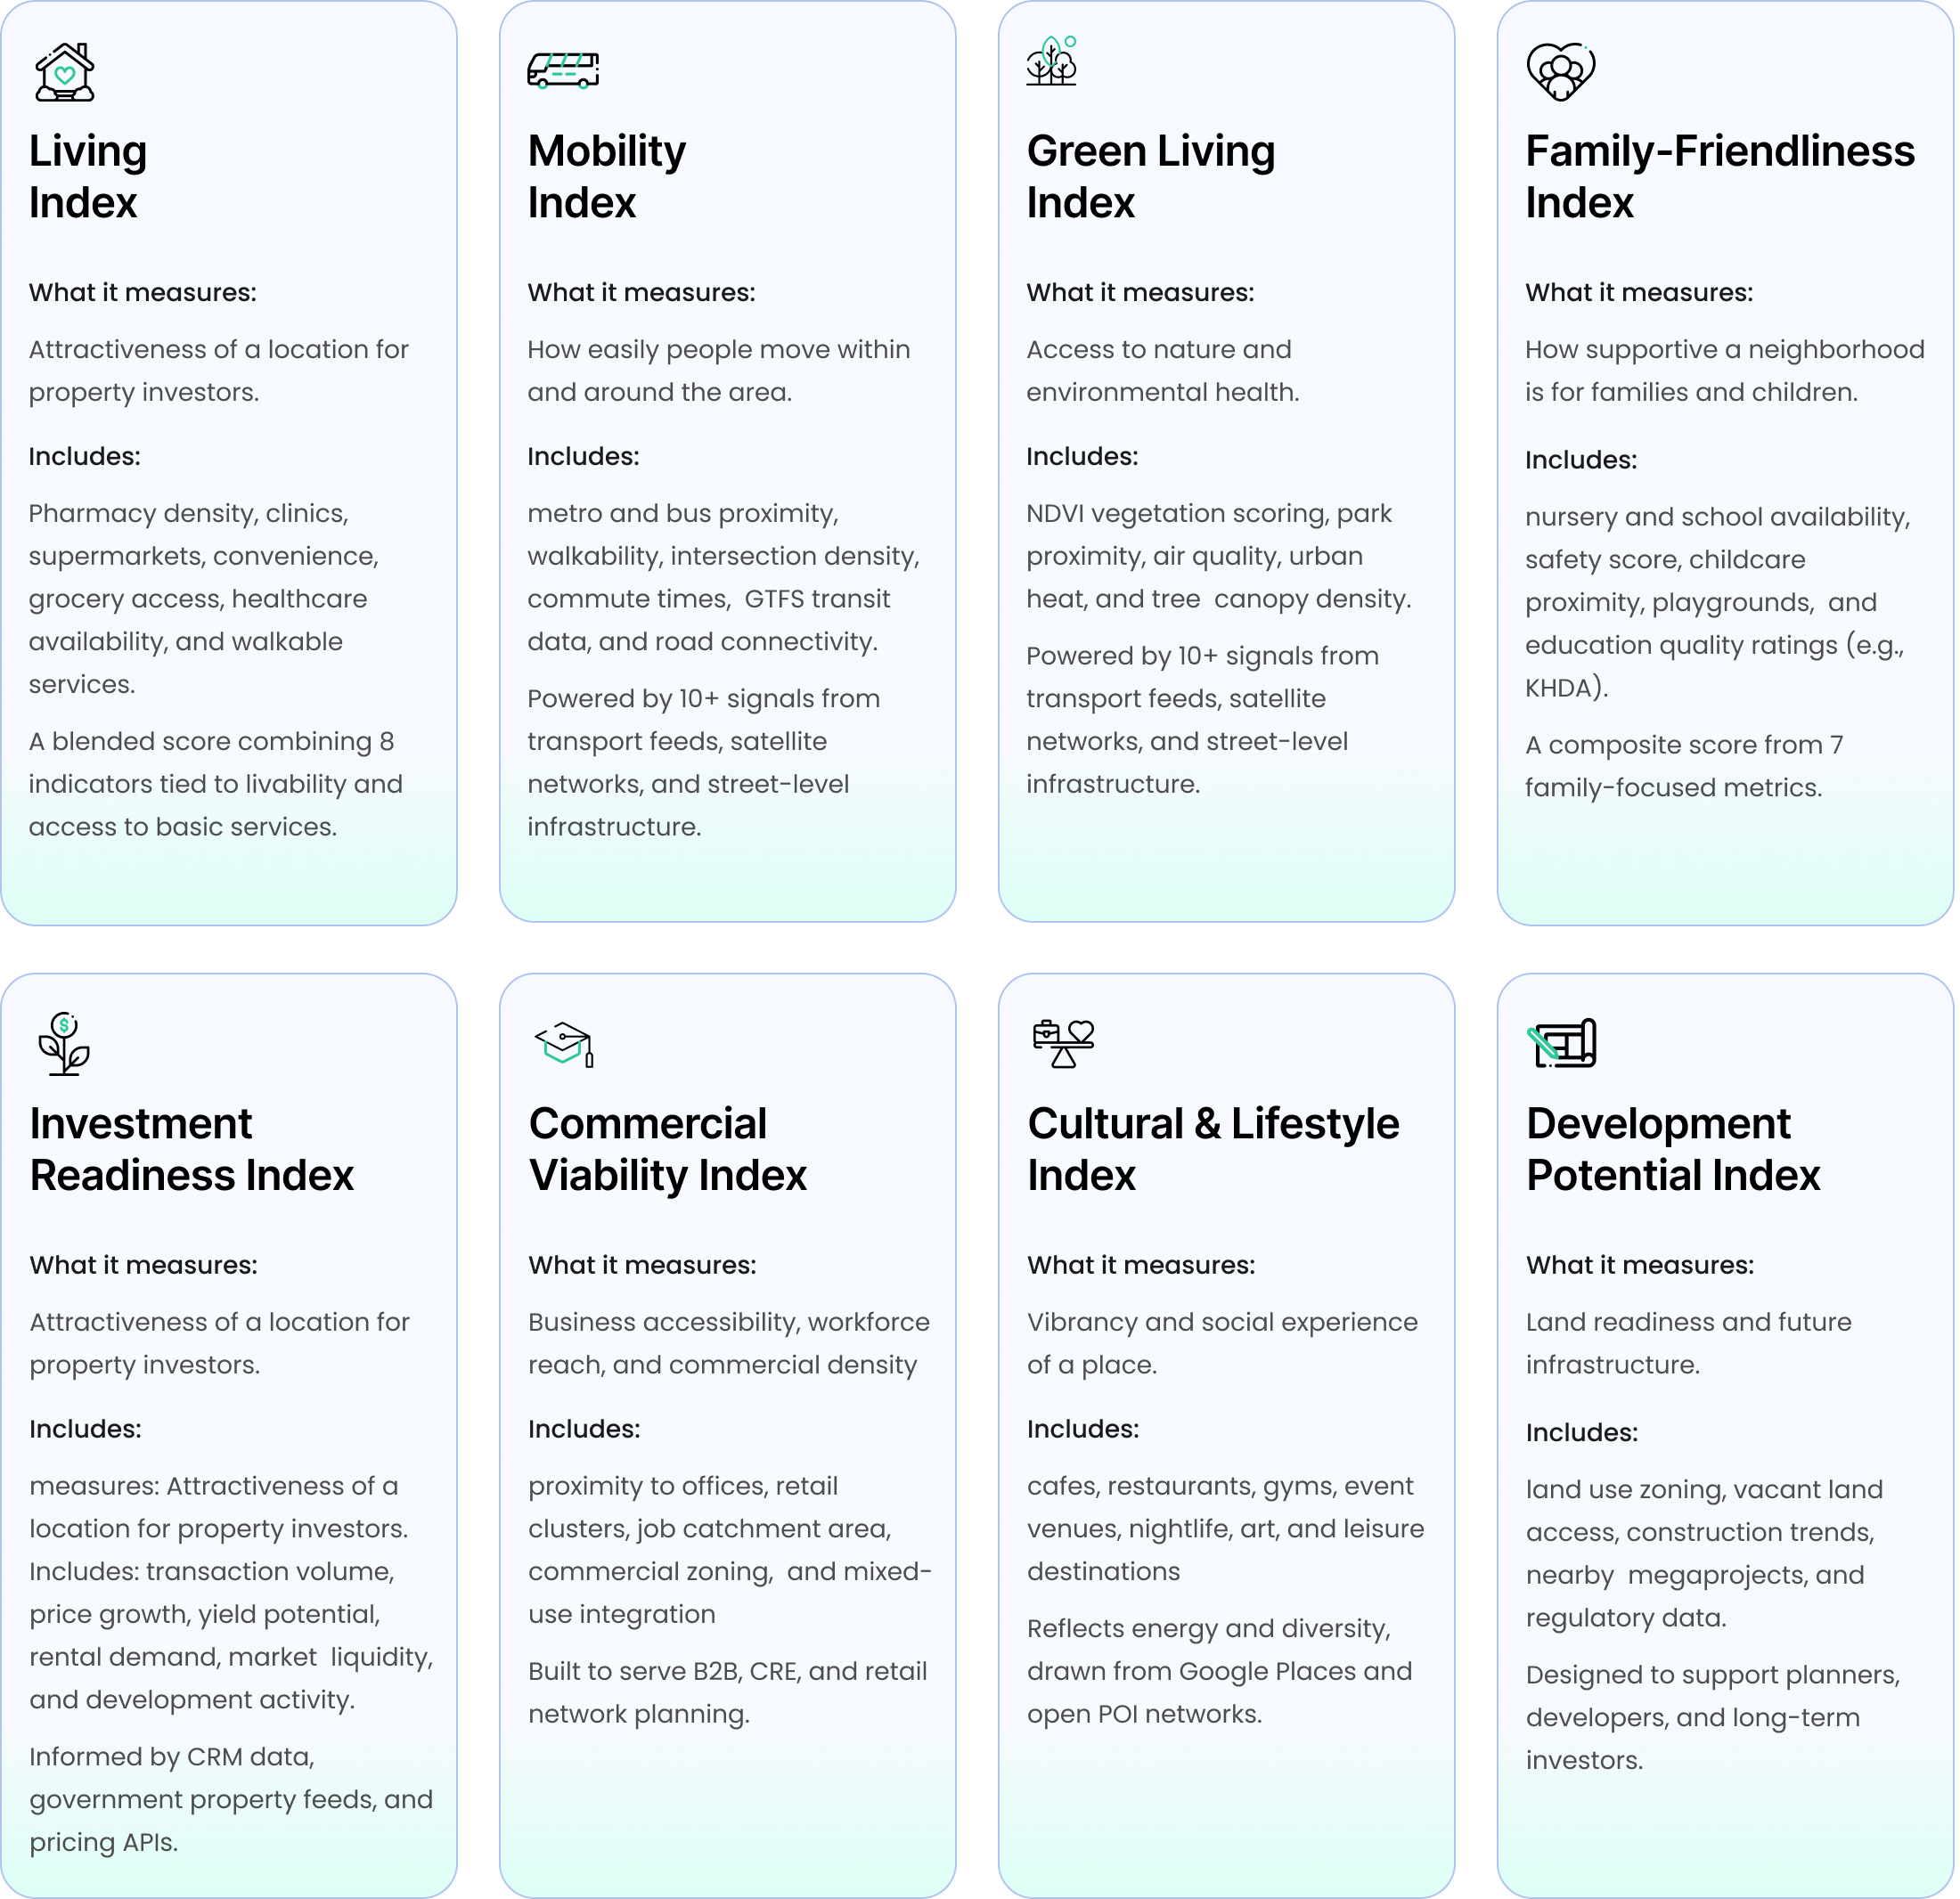 Living
Index
What it measures:
Attractiveness of a location for
property investors.
Includes:
Pharmacy density, clinics,
supermarkets, convenience,
grocery access, healthcare
availability, and walkable
services.
A blended score combining 8
indicators tied to livability and
access to basic services.
Mobility
Index
What it measures:
How easily people move within
and around the area.
Includes:
metro and bus proximity,
walkability, intersection density,
commute times,  GTFS transit
data, and road connectivity.
Powered by 10+ signals from
transport feeds, satellite
networks, and street-level
infrastructure.
Green Living
Index
What it measures:
Access to nature and
environmental health.
Includes:
NDVI vegetation scoring, park
proximity, air quality, urban
heat, and tree  canopy density.
Powered by 10+ signals from
transport feeds, satellite
networks, and street-level
infrastructure.
Family-Friendliness
Index
What it measures:
How supportive a neighborhood
is for families and children.
Includes:
nursery and school availability,
safety score, childcare
proximity, playgrounds,  and
education quality ratings (e.g.,
KHDA).
A composite score from 7
family-focused metrics.
$
Investment
Readiness Index
What it measures:
Attractiveness of a location for
property investors.
Includes:
measures: Attractiveness of a
location for property investors.
Includes: transaction volume,
price growth, yield potential,
rental demand, market  liquidity,
and development activity.
Informed by CRM data,
government property feeds, and
pricing APIs.
Commercial
Viability Index
What it measures:
Business accessibility, workforce
reach, and commercial density
Includes:
proximity to offices, retail
clusters, job catchment area,
commercial zoning,  and mixed-
use integration
Built to serve B2B, CRE, and retail
network planning.
Cultural & Lifestyle
Index
What it measures:
Vibrancy and social experience
of a place.
Includes:
cafes, restaurants, gyms, event
venues, nightlife, art, and leisure
destinations
Reflects energy and diversity,
drawn from Google Places and
open POI networks.
Development
Potential Index
What it measures:
Land readiness and future
infrastructure.
Includes:
land use zoning, vacant land
access, construction trends,
nearby  megaprojects, and
regulatory data.
Designed to support planners,
developers, and long-term
investors.